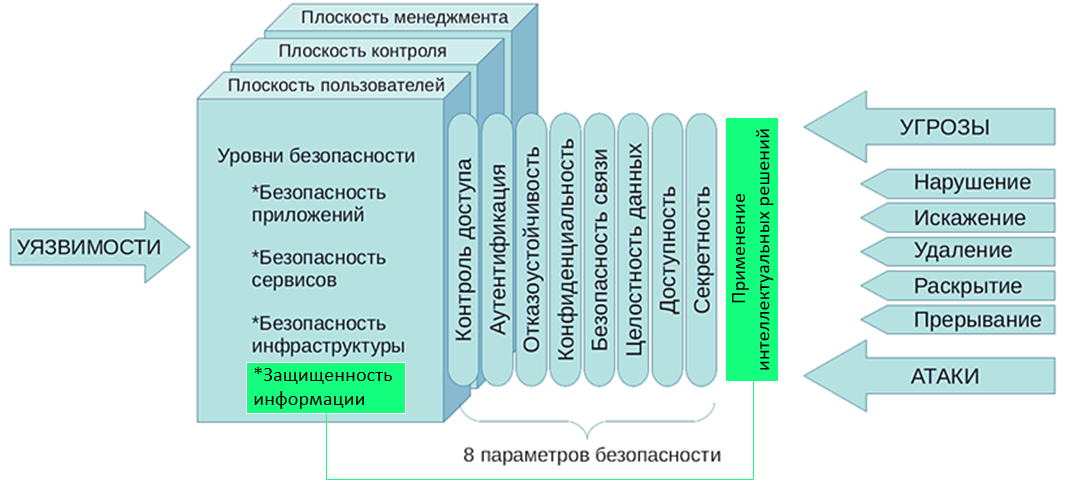 Плоскость менеджмента
Плоскость контроля
Плоскость пользователей
Уровни безопасности
*Безопасность
приложений
*Безопасность
сервисов
*Безопасность
инфраструктуры
*Защищенность
информации
УЯЗВИМОСТИ
Контроль доступа
Аутентификация
Отказоустойчивость
Конфиденциальность
Безопасность связи
Целостность данных
Доступность
Секретность
Применение
интеллектуальных решений
8 параметров безопасности
УГРОЗЫ
Нарушение
Искажение
Удаление
Раскрытие
Прерывание
АТАКИ